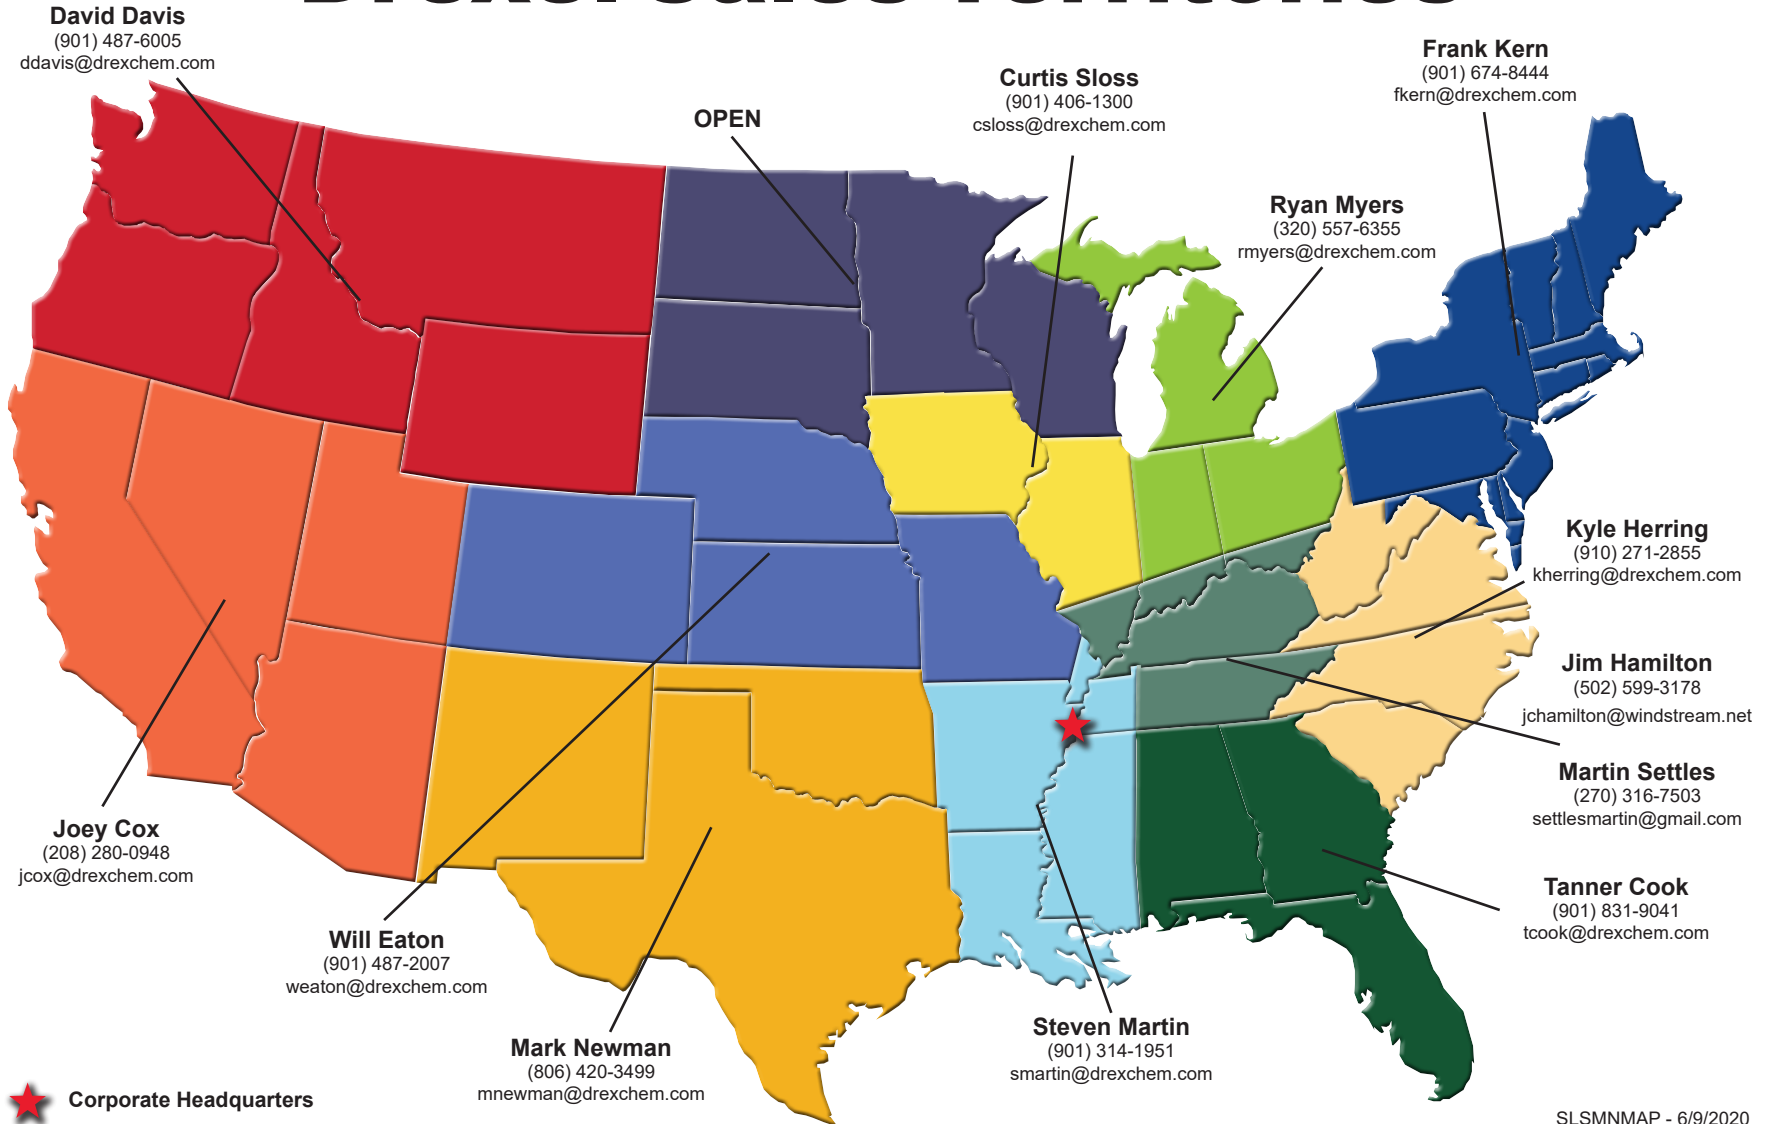 Drexel Sales Territories
David Davis
(901) 487-6005
ddavis@drexchem.com
OPEN
Curtis Sloss
(901) 406-1300
csloss@drexchem.com
Frank Kern
(901) 674-8444
fkern@drexchem.com
Ryan Myers
(320) 557-6355
rmyers@drexchem.com
Kyle Herring
(910) 271-2855
kherring@drexchem.com
Jim Hamilton
(502) 599-3178
jchamilton@windstream.net
Martin Settles
(270) 316-7503
settlesmartin@gmail.com
Joey Cox
(208) 280-0948
jcox@drexchem.com
Tanner Cook
(901) 831-9041
tcook@drexchem.com
Will Eaton
(901) 487-2007
weaton@drexchem.com
Steven Martin
(901) 314-1951
smartin@drexchem.com
Mark Newman
(806) 420-3499
mnewman@drexchem.com
Corporate Headquarters
SLSMNMAP - 6/9/2020